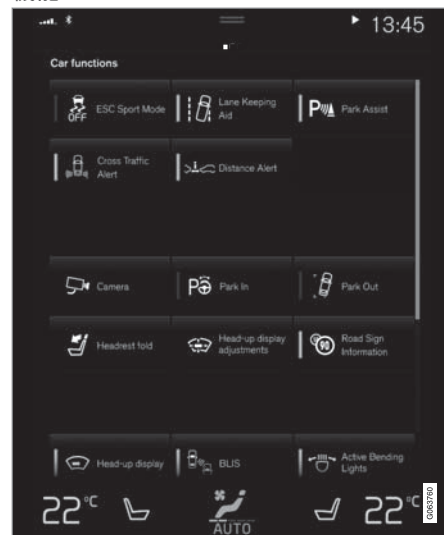 13:45
Car functions
OFF
ESC Sport Mode
Lane Keeping
Aid
P
Park Assist
Cross Traffic
Alert
Distance Alert
Camera
P
Park In
Park Out
Headrest fold
Head-up display
adjustments
90
Road Sign
Information
Head-up display
BLIS
Active Bending
Lights
22°C
AUTO
22°C
G063760